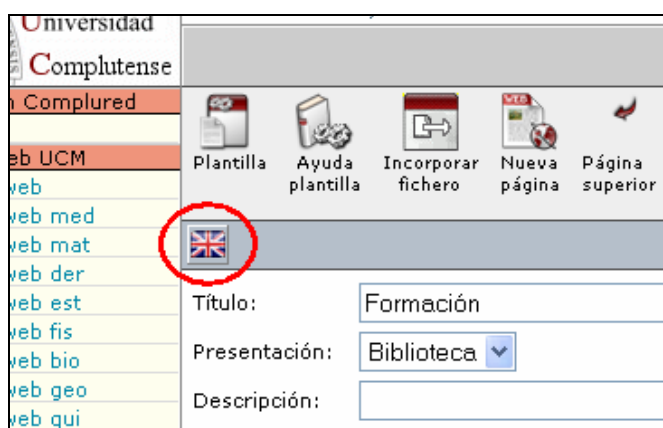 Universidad
Complutense
Complured
eb UCM
web
web med
web mat
web der
web est
web fis
web bio
web geo
web qui
Plantilla
Ayuda
plantilla
Incorporar
fichero
WEB
Nueva
página
Página
superior
Título:
Formación
Presentación:
Biblioteca
Descripción: